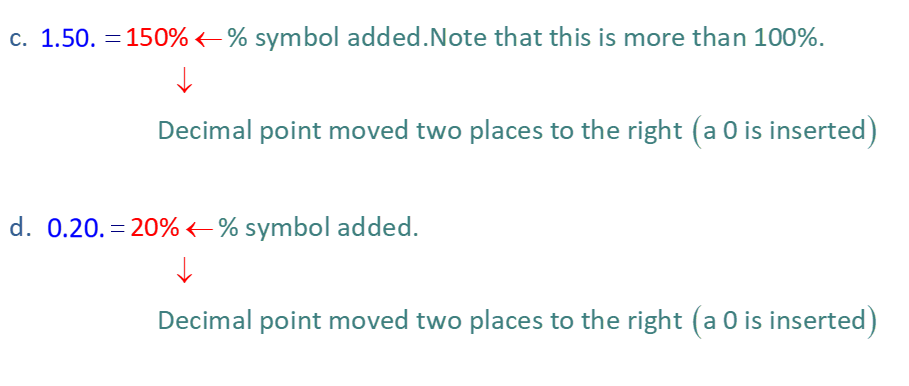 c. 1.50. = 150% ← % symbol added.Note that this is more than 100%.
↓
Decimal point moved two places to the right (a 0 is inserted)
d. 0.20. = 20% ← % symbol added.
↓
Decimal point moved two places to the right (a 0 is inserted)